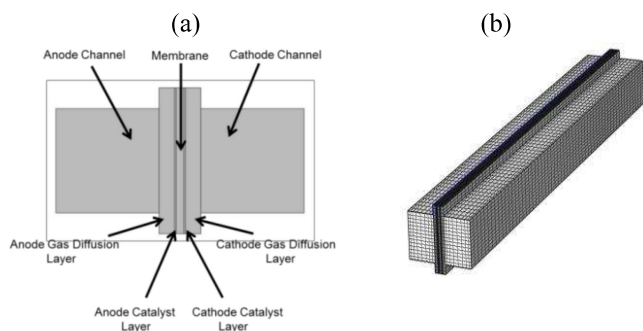 (a)
(b)
Anode Channel
Membrane
Cathode Channel
Anode Gas Diffusion
Layer
Cathode Gas Diffusion
Layer
Anode Catalyst
Layer
Cathode Catalyst
Layer